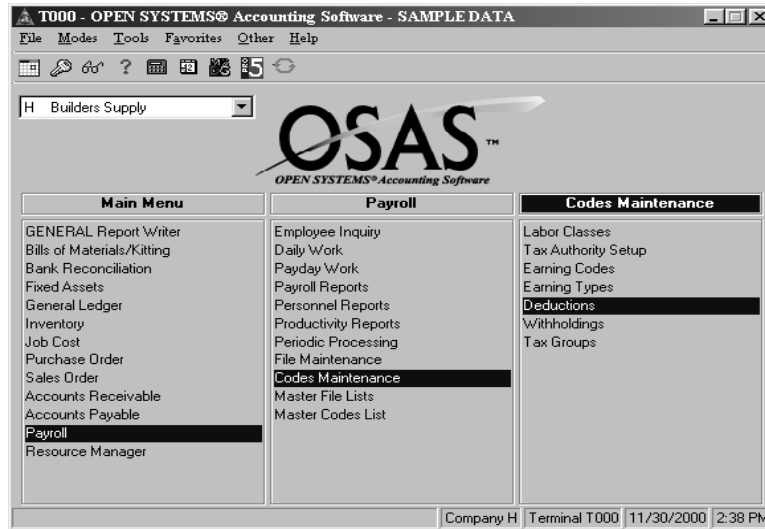 T000 - OPEN SYSTEMS® Accounting Software - SAMPLE DATA
File Modes Tools Favorites Other Help
H Builders Supply
OSAS™
OPEN SYSTEMS® Accounting Software
Main Menu
GENERAL Report Writer
Bills of Materials/Kitting
Bank Reconciliation
Fixed Assets
General Ledger
Inventory
Job Cost
Purchase Order
Sales Order
Accounts Receivable
Accounts Payable
Payroll
Resource Manager
Payroll
Employee Inquiry
Daily Work
Payday Work
Payroll Reports
Personnel Reports
Productivity Reports
Periodic Processing
File Maintenance
Codes Maintenance
Master File Lists
Master Codes List
Codes Maintenance
Labor Classes
Tax Authority Setup
Earning Codes
Earning Types
Deductions
Withholdings
Tax Groups
Company H Terminal T000 11/30/2000 2:38 PM